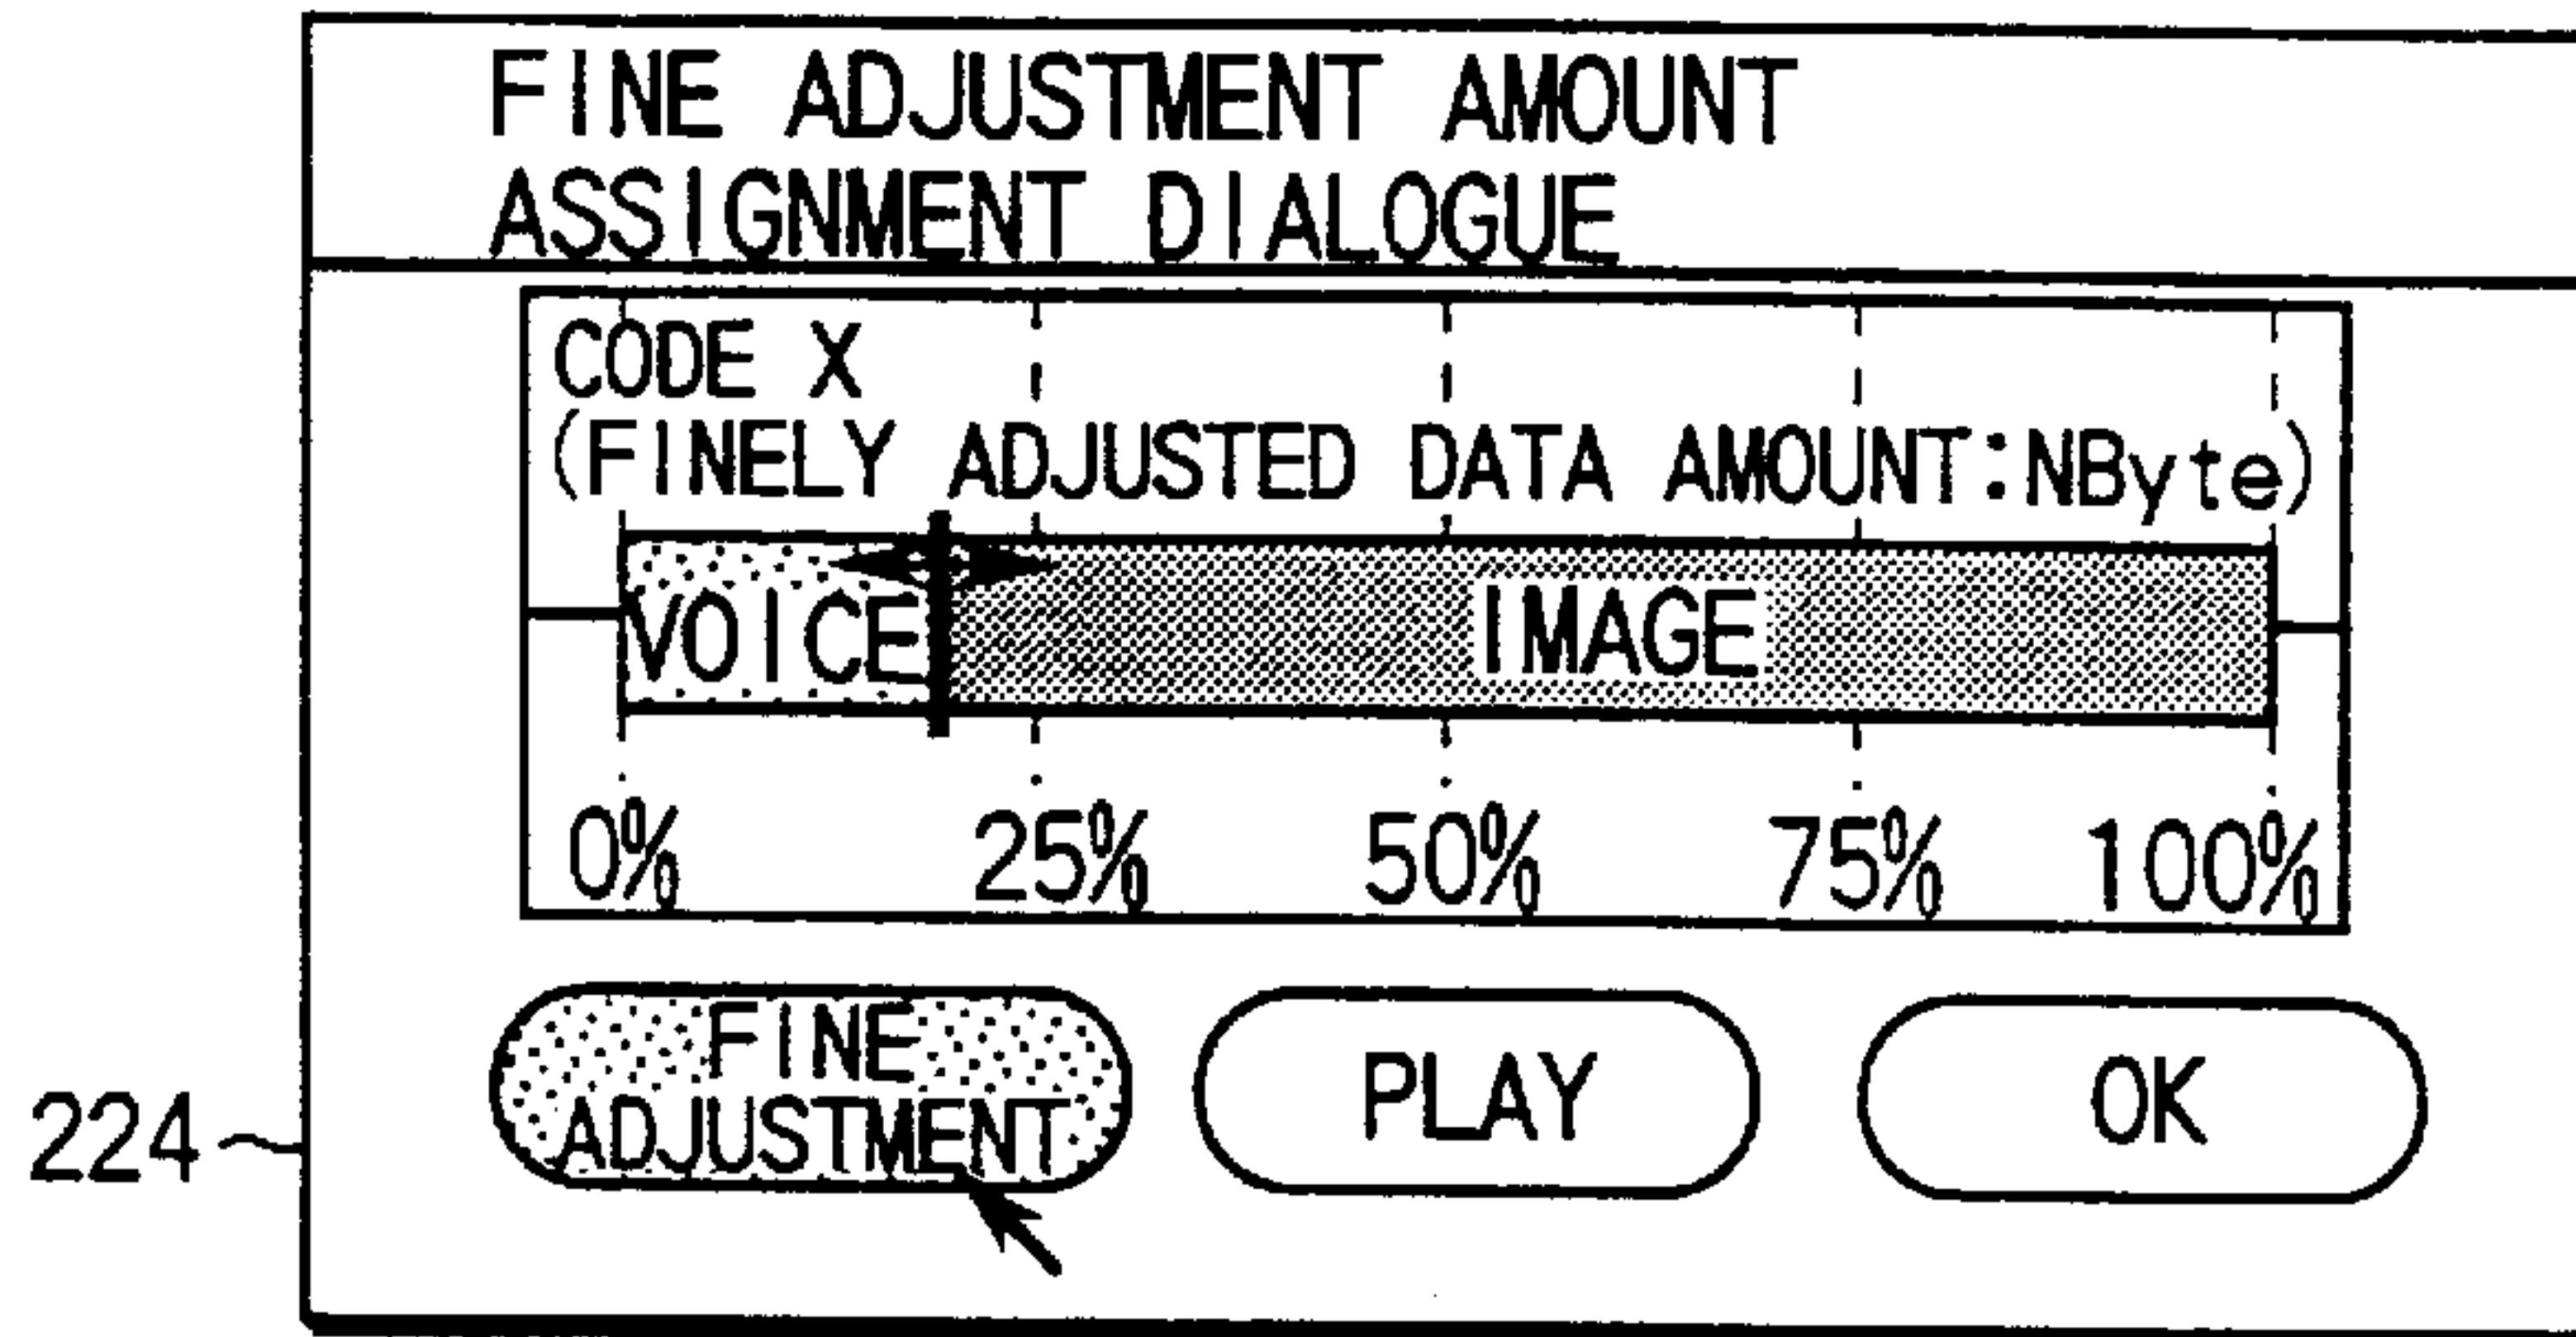 FINE ADJUSTMENT AMOUNT
ASSIGNMENT DIALOGUE
CODE X
(FINELY ADJUSTED DATA AMOUNT:NByte)
VOICE IMAGE
0% 25% 50% 75% 100%
FINE
ADJUSTMENT
PLAY
OK
224